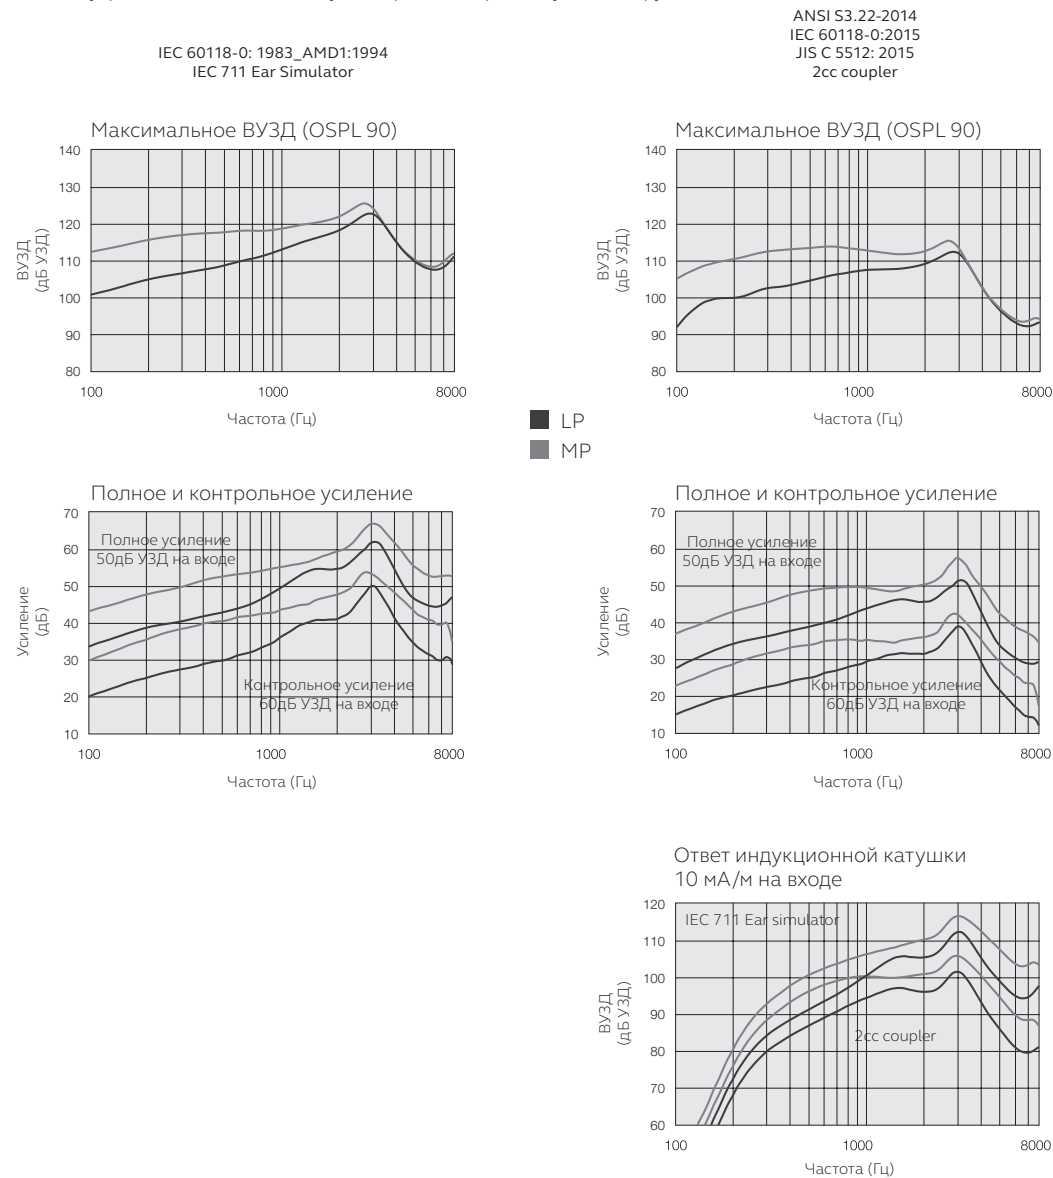 IEC 60118-0: 1983_AMD1:1994
IEC 711 Ear Simulator
ANSI S3.22-2014
IEC 60118-0:2015
JIS C 5512: 2015
2cc coupler
Максимальное ВУЗД (OSPL 90)
140
130
120
110
100
90
80
ВУЗД
(дБ УЗД)
100
1000
8000
Частота (Гц)
Максимальное ВУЗД (OSPL 90)
140
130
120
110
100
90
80
ВУЗД
(дБ УЗД)
100
1000
8000
Частота (Гц)
LP
MP
Полное и контрольное усиление
70
60
50
40
30
20
10
Усиление
(дБ)
Полное усиление
50дБ УЗД на входе
Контрольное усиление
60дБ УЗД на входе
100
1000
8000
Частота (Гц)
Полное и контрольное усиление
70
60
50
40
30
20
10
Усиление
(дБ)
Полное усиление
50дБ УЗД на входе
Контрольное усиление
60дБ УЗД на входе
100
1000
8000
Частота (Гц)
Ответ индукционной катушки
10 мА/м на входе
120
110
100
90
80
70
60
ВУЗД
(дБ УЗД)
IEC 711 Ear simulator
2cc coupler
100
1000
8000
Частота (Гц)